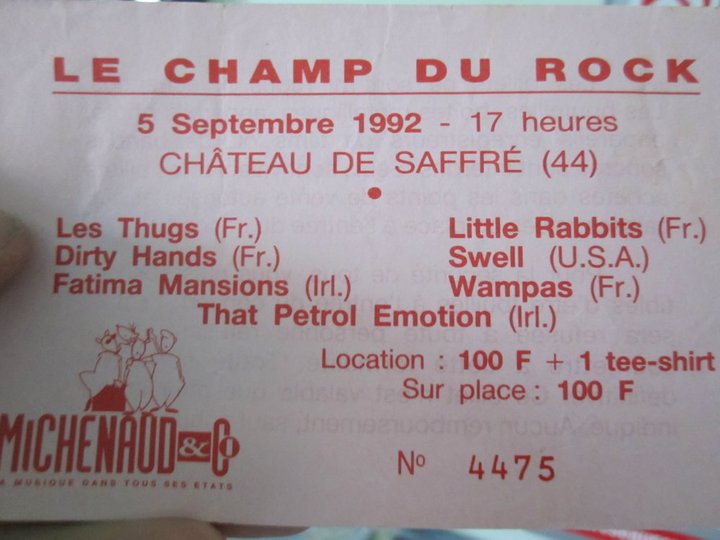 LE CHAMP DU ROCK
5 Septembre 1992 - 17 heures
CHÂTEAU DE SAFFRÉ (44)
Les Thugs (Fr.)
Dirty Hands (Fr.)
Fatima Mansions (Irl.)
Little Rabbits (Fr.)
Swell (U.S.A.)
Wampas (Fr.)
That Petrol Emotion (Irl.)
Location : 100 F + 1 tee-shirt
Sur place : 100 F
MICHENAUD & Co
LA MUSIQUE DANS TOUS SES ETATS
Nº 4475